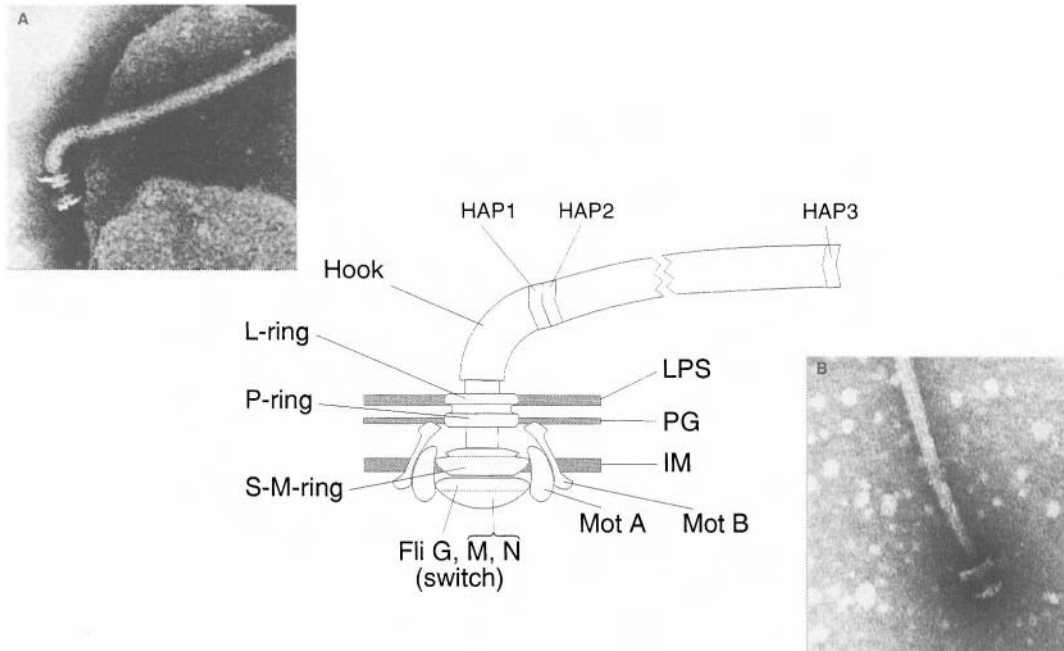 A
HAP1 HAP2 HAP3
Hook
L-ring
LPS
B
P-ring
PG
IM
S-M-ring
Mot A Mot B
Fli G, M, N
(switch)